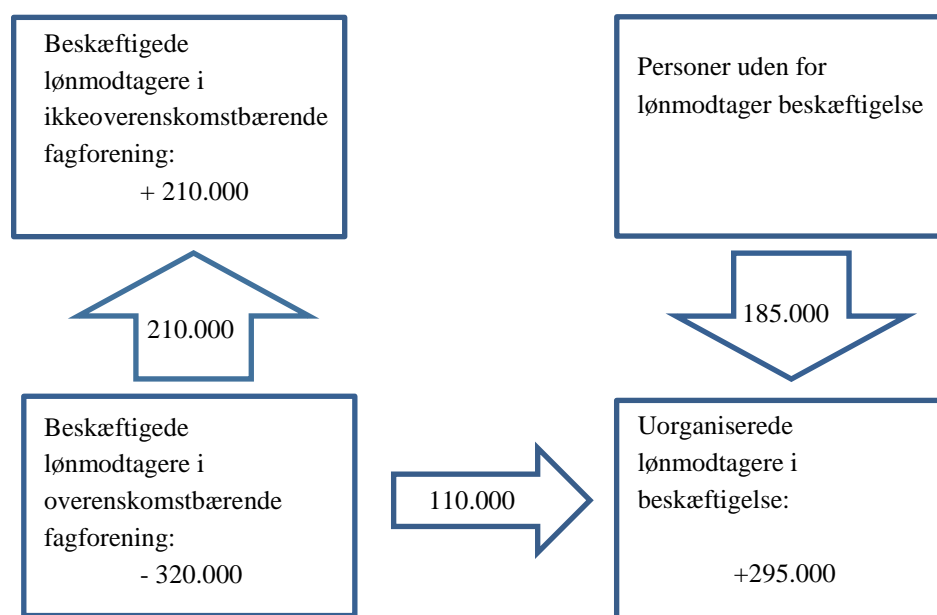 Beskæftigede
lønmodtagere i
ikkeoverenskomstbærende
fagforening:
+ 210.000
Personer uden for
lønmodtager beskæftigelse
210.000
185.000
Beskæftigede
lønmodtagere i
overenskomstbærende
fagforening:
- 320.000
110.000
Uorganiserede
lønmodtagere i
beskæftigelse:
+295.000